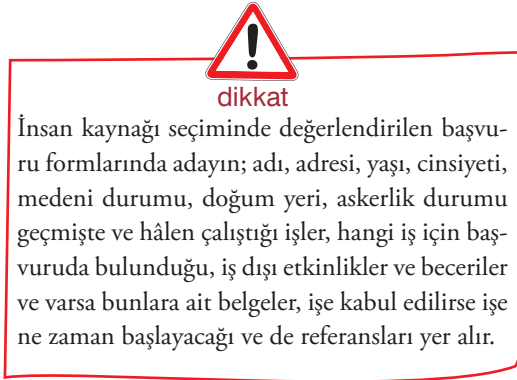 dikkat
İnsan kaynağı seçiminde değerlendirilen başvu-
ru formlarında adayın; adı, adresi, yaşı, cinsiyeti,
medeni durumu, doğum yeri, askerlik durumu
geçmişte ve hâlen çalıştığı işler, hangi iş için baş-
vuruda bulunduğu, iş dışı etkinlikler ve beceriler
ve varsa bunlara ait belgeler, işe kabul edilirse işe
ne zaman başlayacağı ve de referansları yer alır.